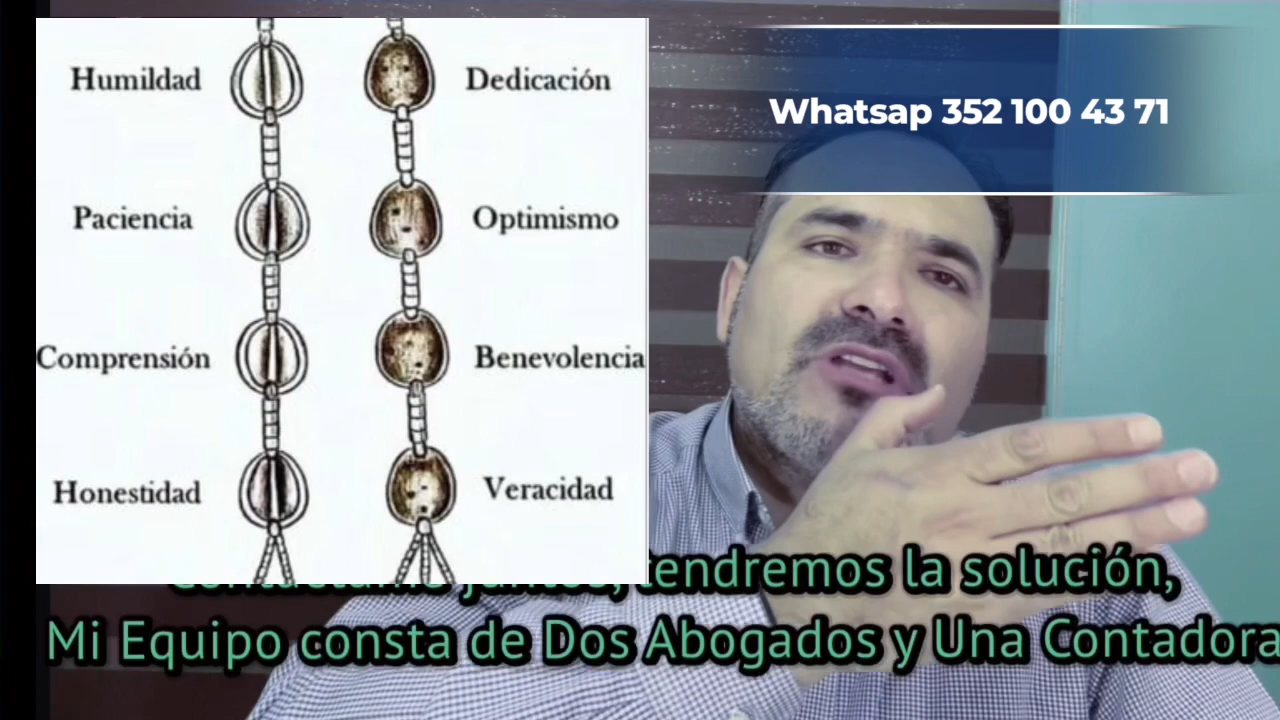 Humildad
Dedicación
Paciencia
Optimismo
Comprensión
Benevolencia
Honestidad
Veracidad
Whatsap 352 100 43 71
tendremos la solución,
Mi Equipo consta de Dos Abogados y Una Contadora